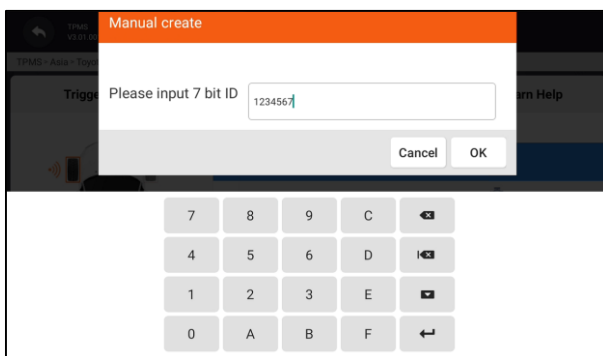 Manual create
TPMS
V3.01.00
TPMS > Asia > Toyo
Trigge
arn Help
Please input 7 bit ID
1234567
Cancel
OK
7 8 9 C
4 5 6 D
1 2 3 E
0 A B F